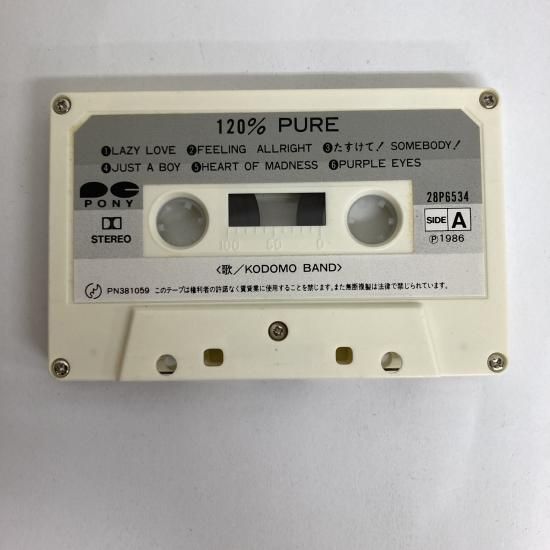 120% PURE
❶LAZY LOVE ❷FEELING ALLRIGHT ❸たすけて! SOMEBODY!
❹JUST A BOY ❺HEART OF MADNESS ❻PURPLE EYES
PONY
28P6534
STEREO
SIDE A
Ⓟ1986
100 50 0
〈歌/KODOMO BAND〉
PN381059 このテープは権利者の許諾なく賃貸業に使用することを禁じます。また無断複製は法律で禁じられています。